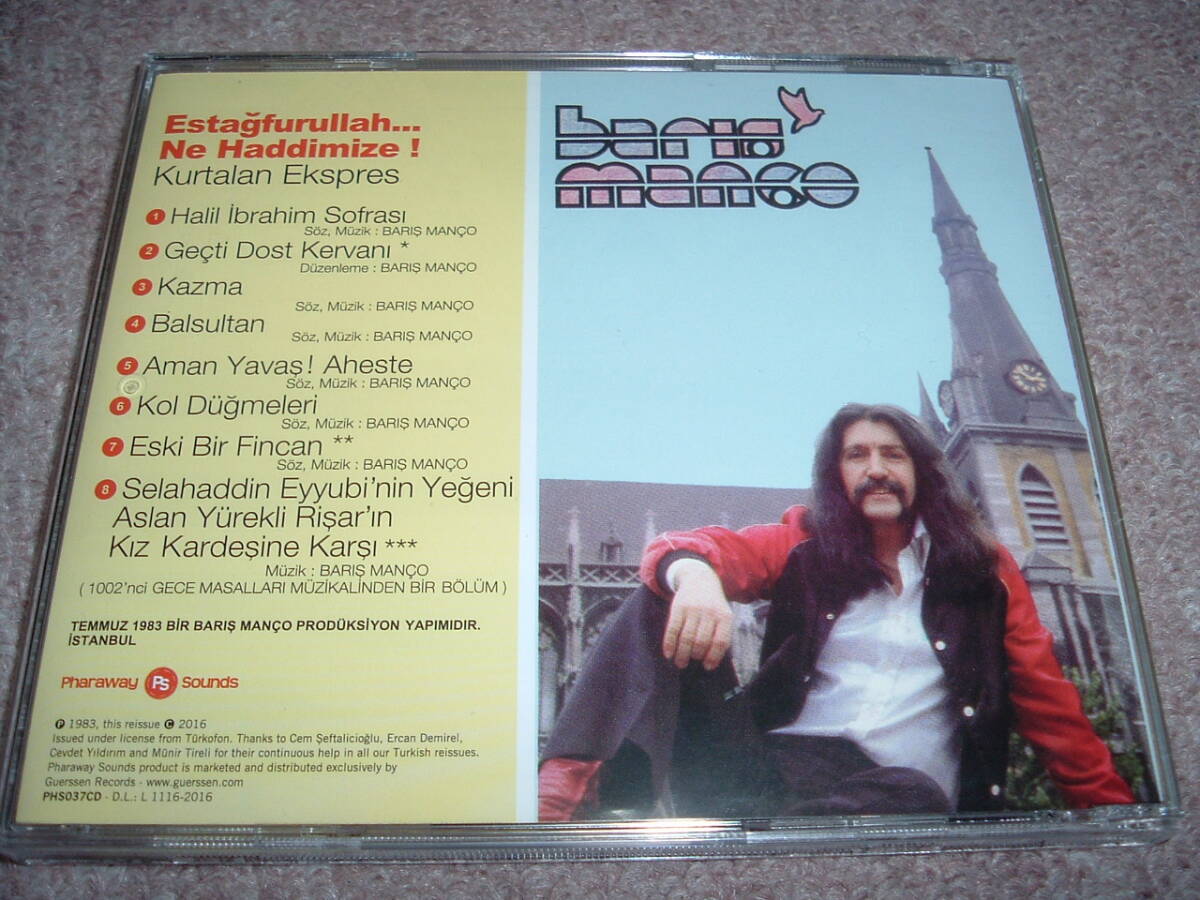 Estağfurullah...
Ne Haddimize !
Kurtalan Ekspres
1 Halil İbrahim Sofrası
Söz, Müzik : BARIŞ MANÇO
2 Geçti Dost Kervanı *
Düzenleme : BARIŞ MANÇO
3 Kazma
Söz, Müzik : BARIŞ MANÇO
4 Balsultan
Söz, Müzik : BARIŞ MANÇO
5 Aman Yavaş! Aheste
Söz, Müzik : BARIŞ MANÇO
6 Kol Düğmeleri
Söz, Müzik : BARIŞ MANÇO
7 Eski Bir Fincan **
Söz, Müzik : BARIŞ MANÇO
8 Selahaddin Eyyubi'nin Yeğeni
Aslan Yürekli Rişar'ın
Kız Kardeşine Karşı ***
Müzik : BARIŞ MANÇO
( 1002'nci GECE MASALLARI MÜZİKALİNDEN BİR BÖLÜM )
TEMMUZ 1983 BİR BARIŞ MANÇO PRODÜKSİYON YAPIMIDIR.
İSTANBUL
Pharaway PS Sounds
℗ 1983, this reissue © 2016
Issued under license from Türkofon. Thanks to Cem Şeftalicioğlu, Ercan Demirel,
Cevdet Yıldırım and Münir Tireli for their continuous help in all our Turkish reissues.
Pharaway Sounds product is marketed and distributed exclusively by
Guerssen Records - www.guerssen.com
PHS037CD - D.L.: L 1116-2016
barış
manço